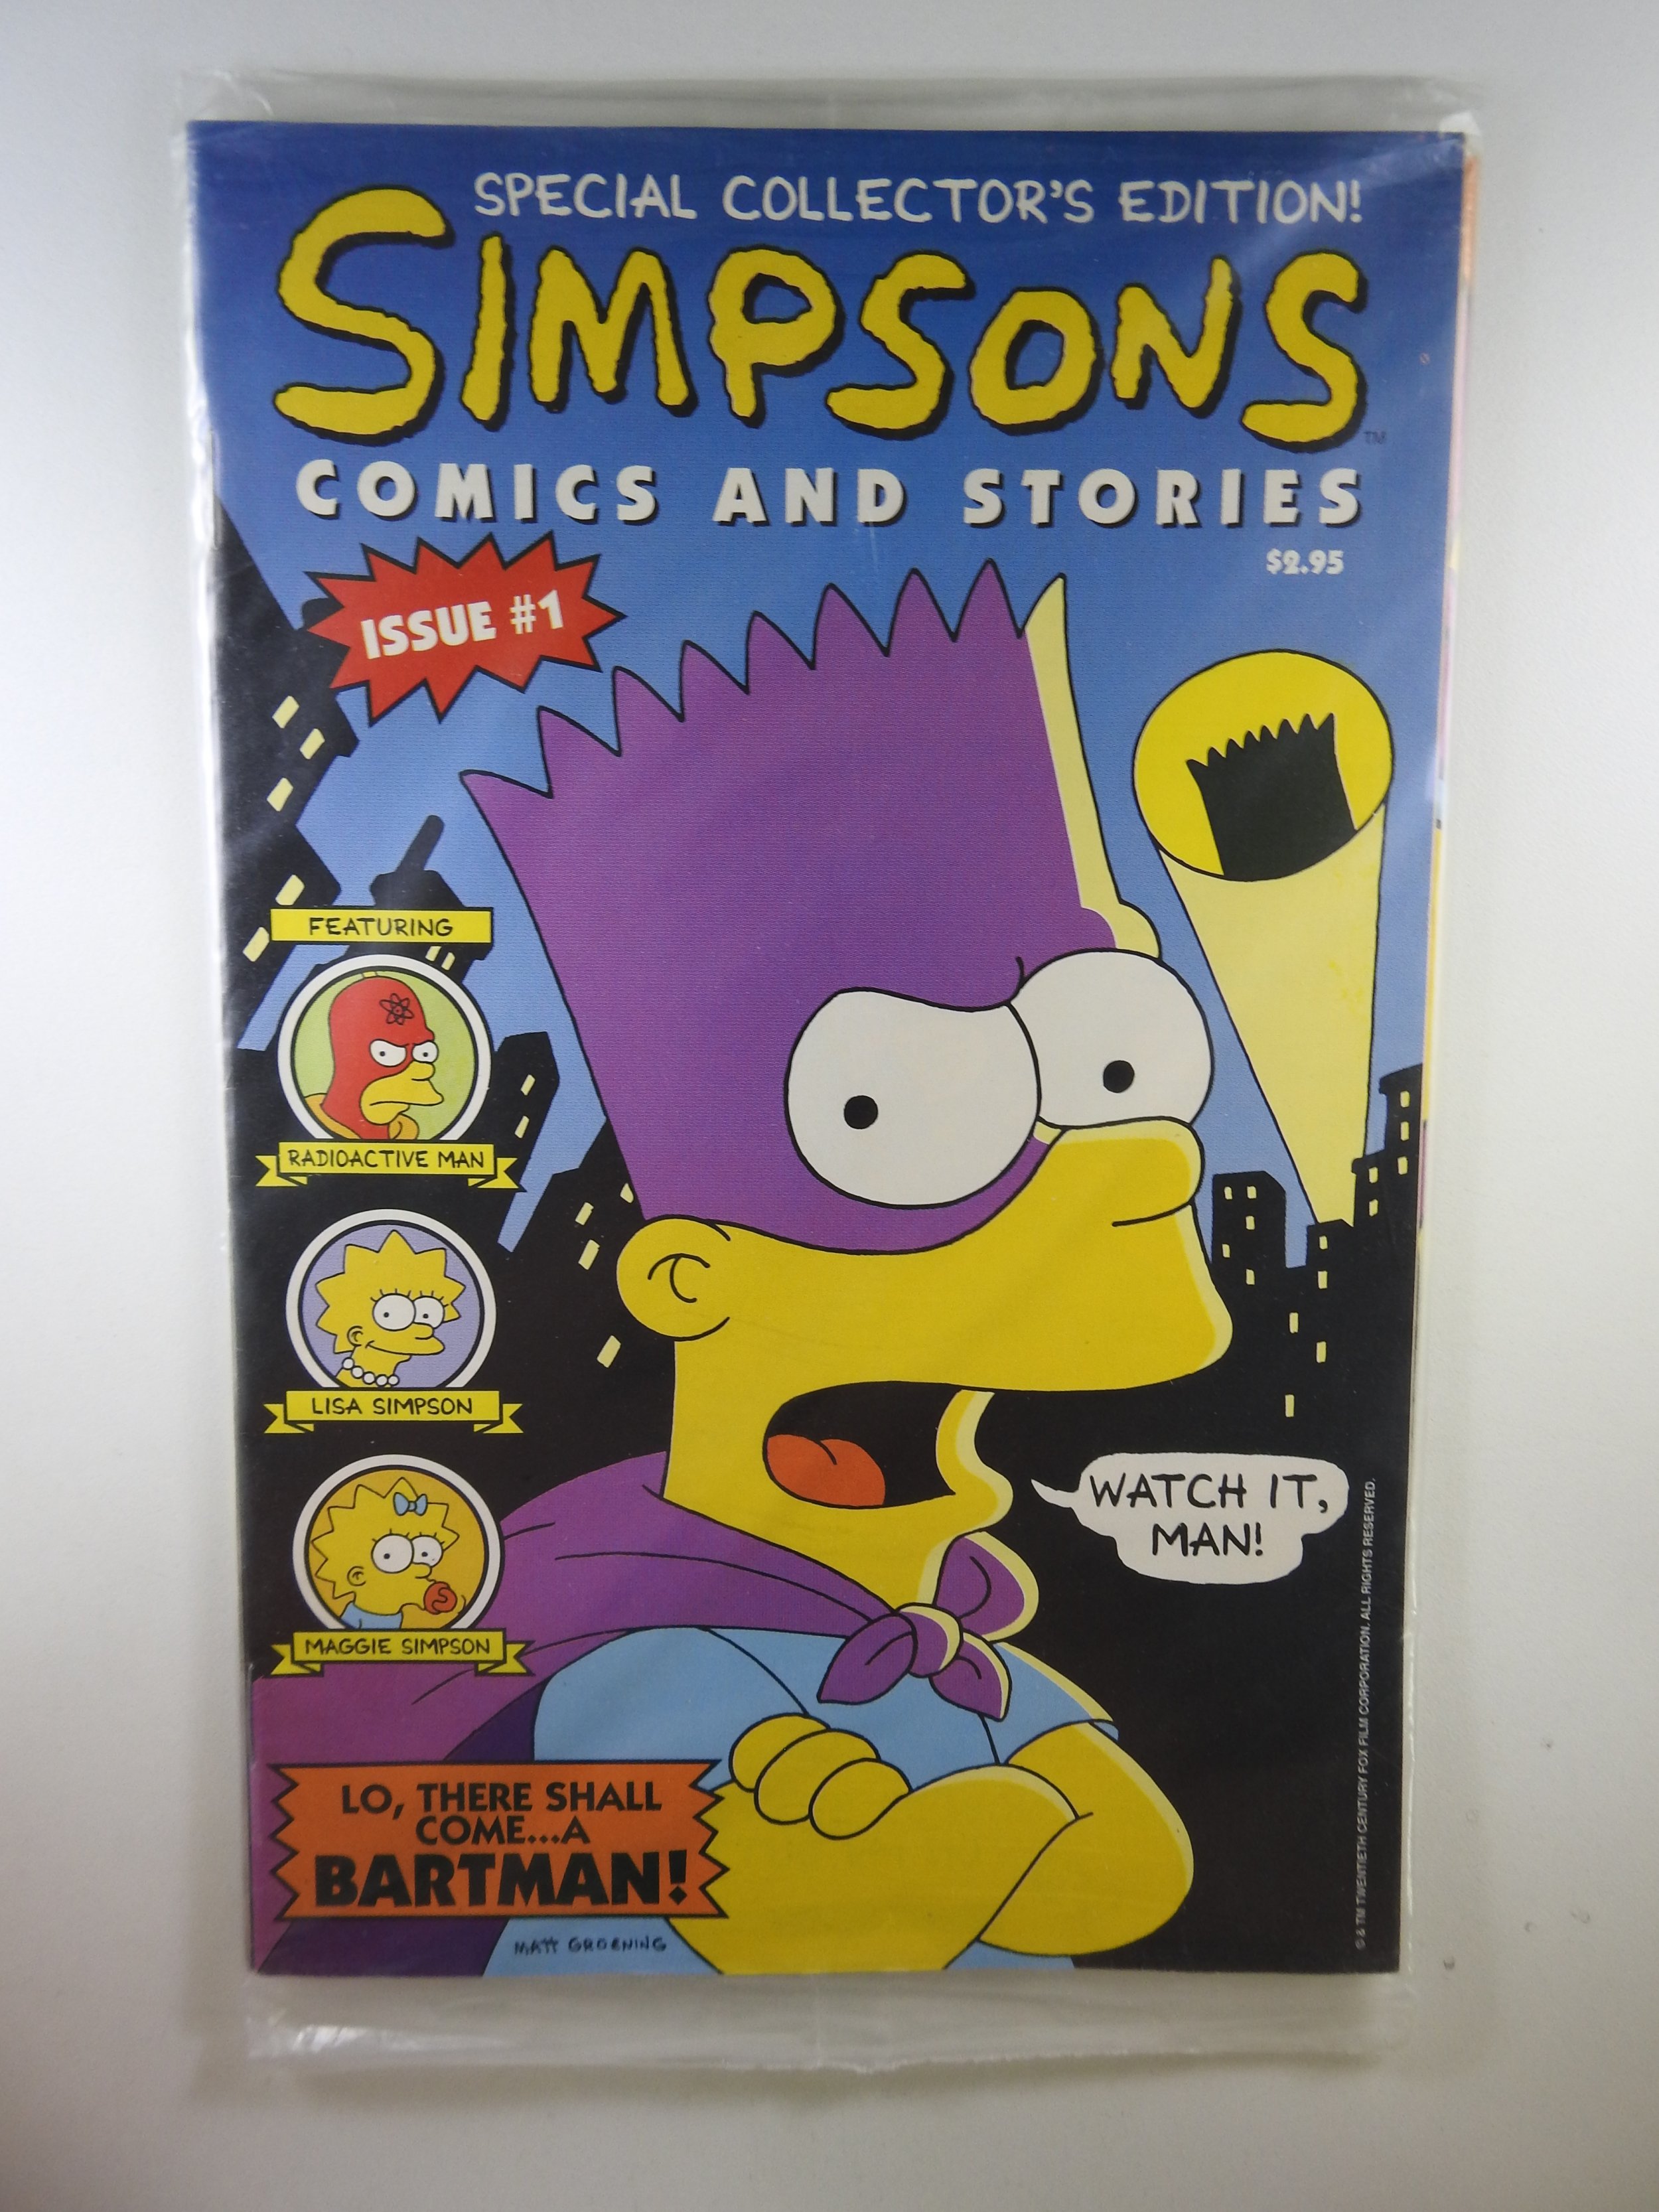 SPECIAL COLLECTOR'S EDITION!
SIMPSONS
TM
COMICS AND STORIES
$2.95
ISSUE #1
FEATURING
RADIOACTIVE MAN
LISA SIMPSON
MAGGIE SIMPSON
WATCH IT,
MAN!
LO, THERE SHALL
COME...A
BARTMAN!
MATT GROENING
© & TM TWENTIETH CENTURY FOX FILM CORPORATION. ALL RIGHTS RESERVED.